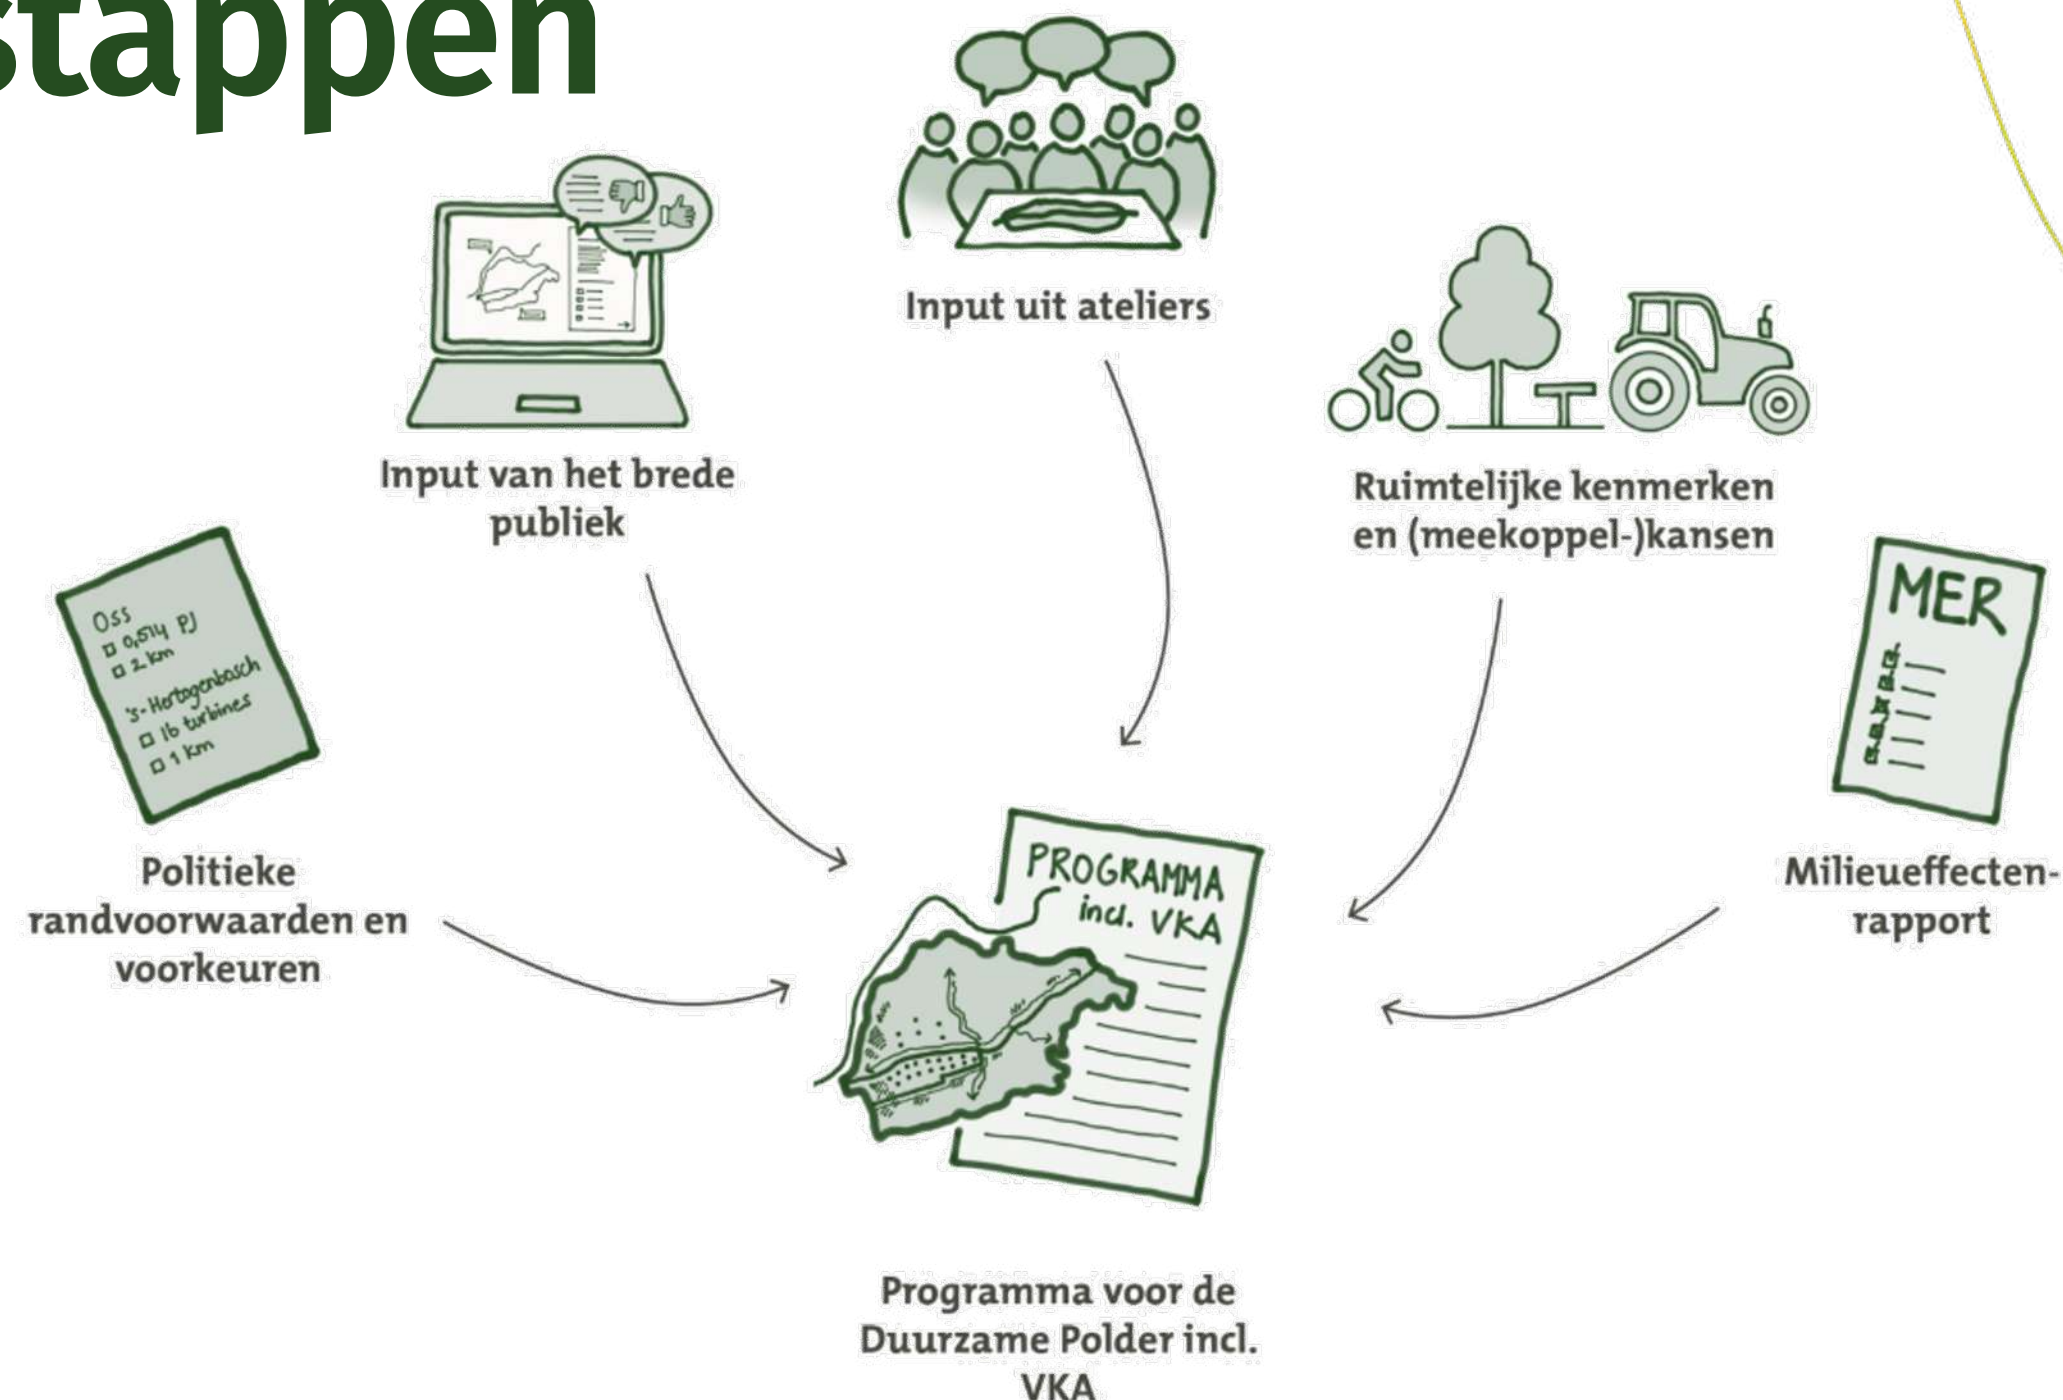 stappen
Input uit ateliers
Input van het brede
publiek
Ruimtelijke kenmerken
en (meekoppel-)kansen
Oss
0,514 PJ
2 km
's-Hertogenbosch
16 turbines
1 km
MER
Politieke
randvoorwaarden en
voorkeuren
Milieueffecten-
rapport
PROGRAMMA
incl. VKA
Programma voor de
Duurzame Polder incl.
VKA